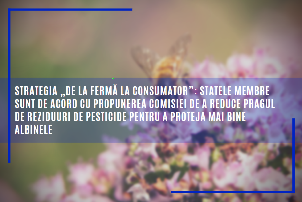 STRATEGIA „DE LA FERMĂ LA CONSUMATOR”: STATELE MEMBRE
SUNT DE ACORD CU PROPUNEREA COMISIEI DE A REDUCE PRAGUL
DE REZIDUURI DE PESTICIDE PENTRU A PROTEJA MAI BINE
ALBINELE